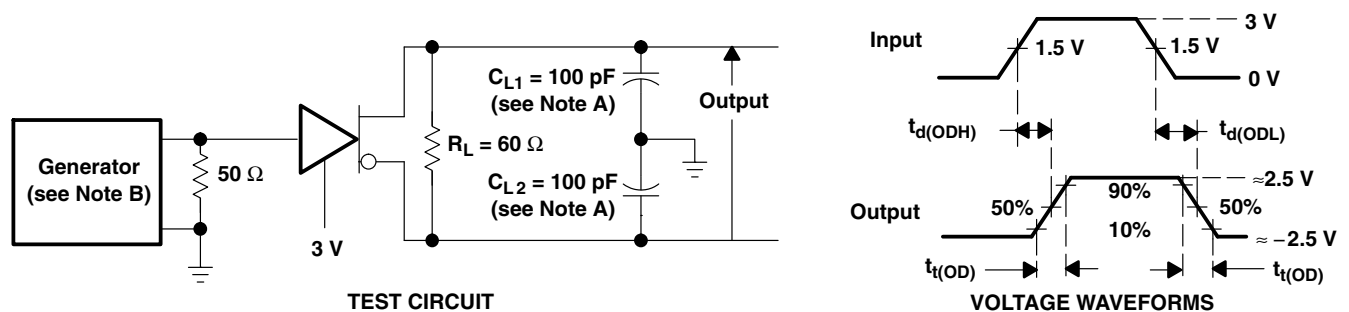 Generator
(see Note B)
50 Ω
3 V
R_L = 60 Ω
C_L1 = 100 pF
(see Note A)
C_L2 = 100 pF
(see Note A)
Output
TEST CIRCUIT
Input
3 V
1.5 V
1.5 V
0 V
t_d(ODH)
t_d(ODL)
Output
≈2.5 V
90%
50%
50%
10%
≈ −2.5 V
t_t(OD)
t_t(OD)
VOLTAGE WAVEFORMS